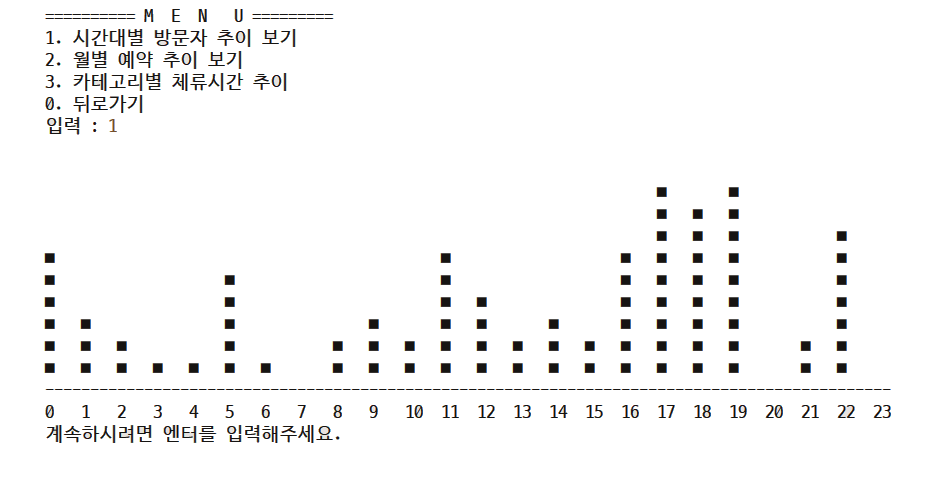 ========== M  E  N   U =========
1. 시간대별 방문자 추이 보기
2. 월별 예약 추이 보기
3. 카테고리별 체류시간 추이
0. 뒤로가기
입력 : 1
0 1 2 3 4 5 6 7 8 9 10 11 12 13 14 15 16 17 18 19 20 21 22 23
계속하시려면 엔터를 입력해주세요.